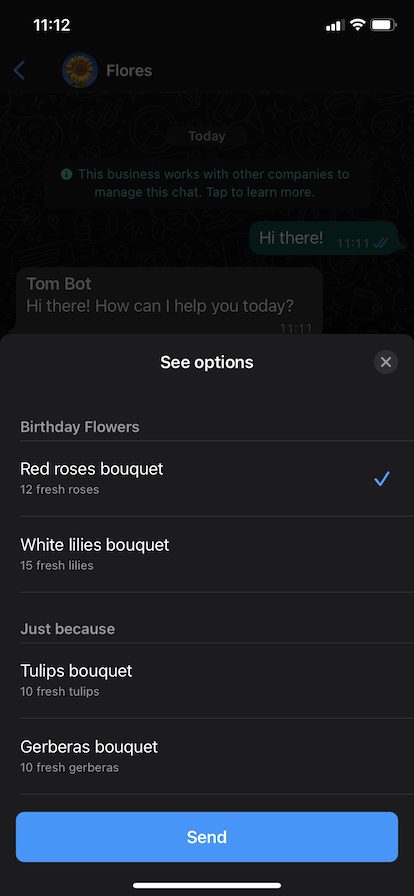 11:12
Flores
Today
This business works with other companies to
manage this chat. Tap to learn more.
Hi there! 11:11
Tom Bot
Hi there! How can I help you today?
11:11
See options
Birthday Flowers
Red roses bouquet
12 fresh roses
White lilies bouquet
15 fresh lilies
Just because
Tulips bouquet
10 fresh tulips
Gerberas bouquet
10 fresh gerberas
Send